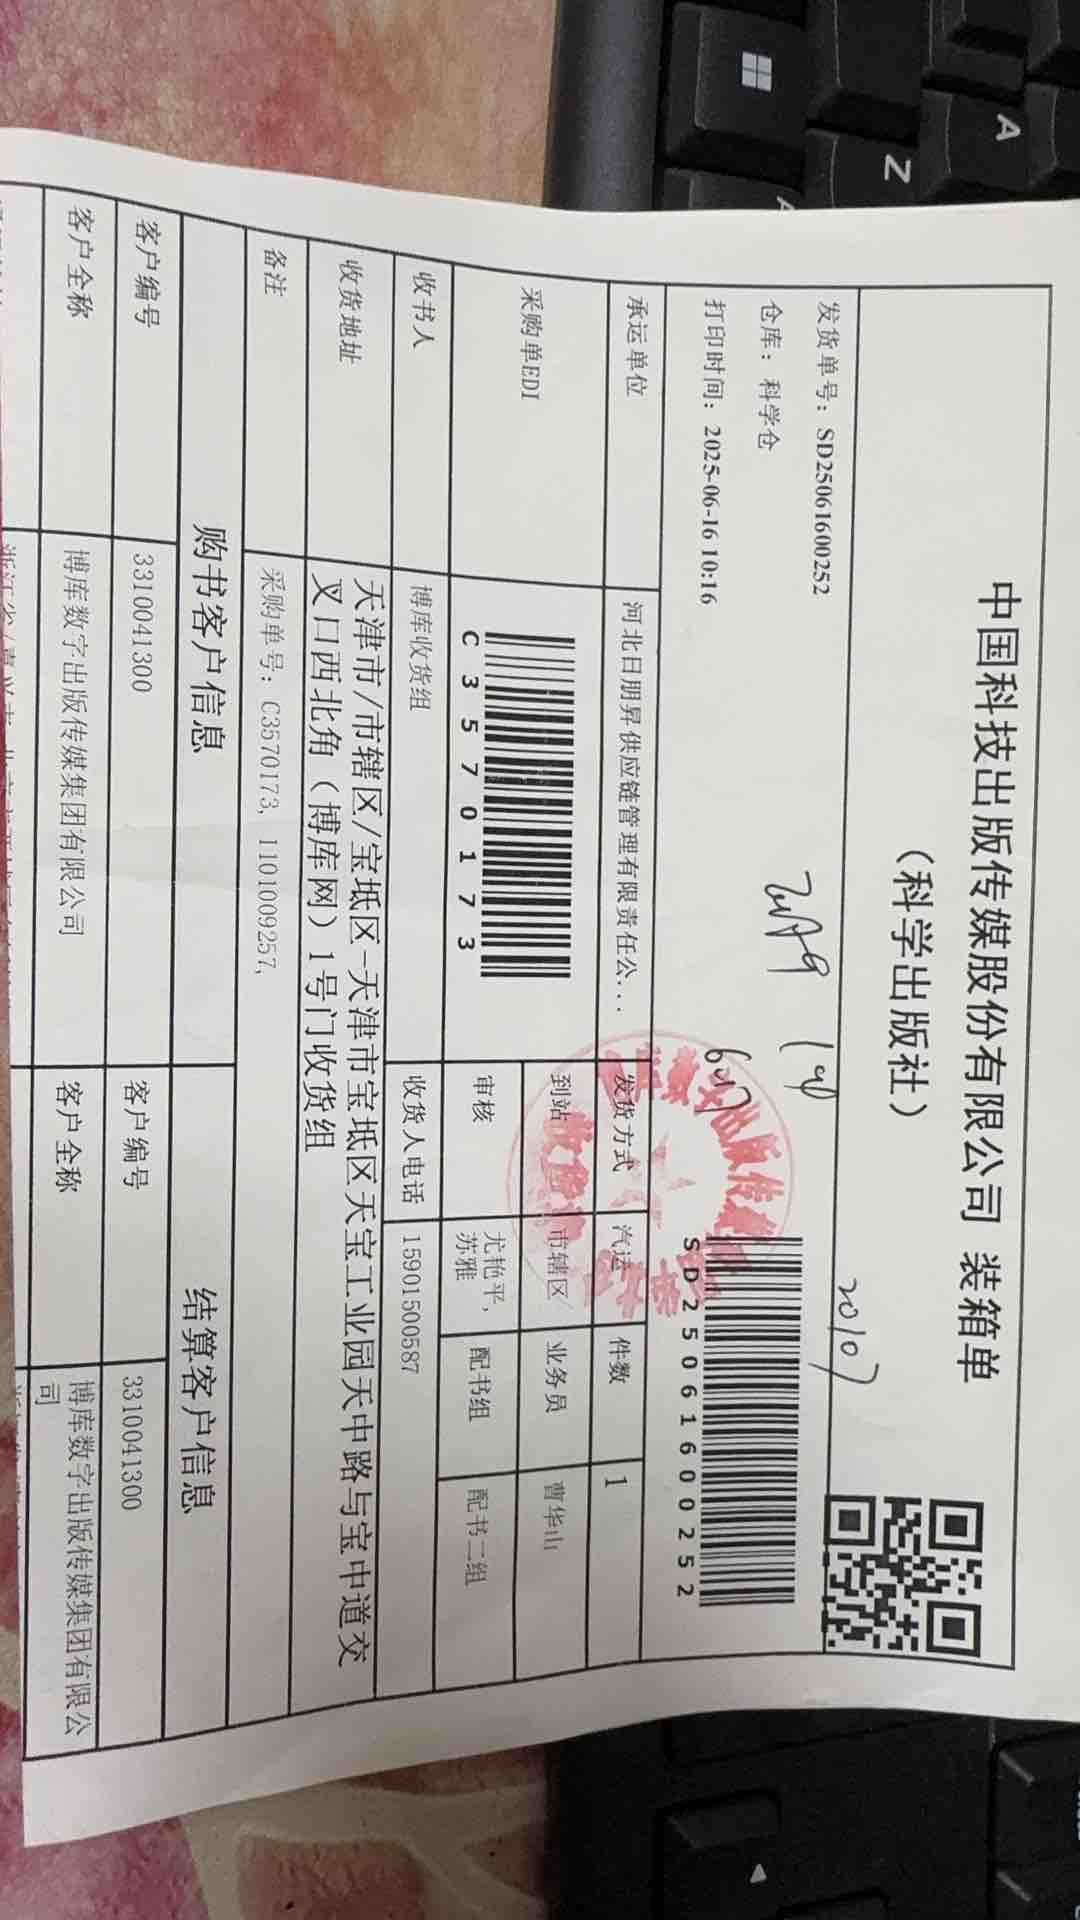 中国科技出版传媒股份有限公司 装箱单
（科学出版社）
20107
发货单号：SD25061600252
仓库：科学仓
打印时间：2025-06-16 10:16
SD25061600252
承运单位 河北日朋昇供应链管理有限责任公... 发货方式 汽运 件数 1
采购单EDI C3570173 到站 市辖区/ 业务员 曹华山
审核 尤艳平, 苏雅 配书组 配书二组
收书人 博库收货组 收货人电话 15901500587
收货地址 天津市/市辖区/宝坻区-天津市宝坻区天宝工业园天中路与宝中道交
叉口西北角（博库网）1号门收货组
备注 采购单号：C3570173, 1101009257,
购书客户信息 结算客户信息
客户编号 3310041300 客户编号 3310041300
客户全称 博库数字出版传媒集团有限公司 客户全称 博库数字出版传媒集团有限公
司
A
Z